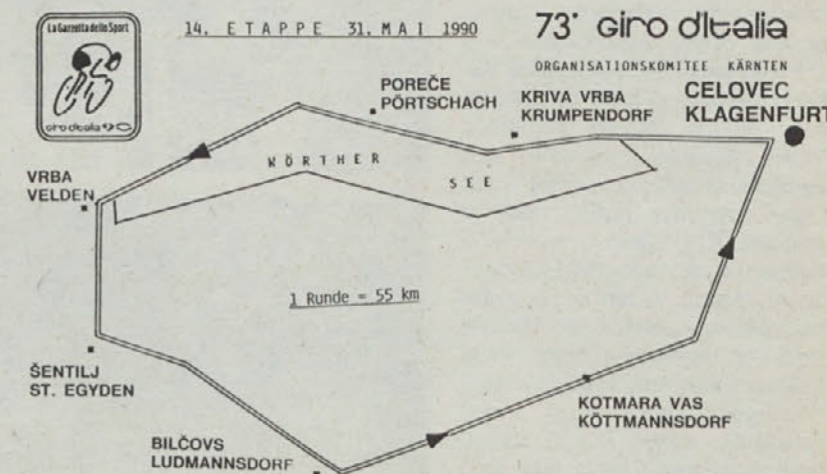 La Gazzetta dello Sport
giro d'italia 90
14. ETAPPE 31. MAI 1990
73° giro d'Italia
ORGANISATIONSKOMITEE KÄRNTEN
POREČE
PÖRTSCHACH
KRIVA VRBA
KRUMPENDORF
CELOVEC
KLAGENFURT
WÖRTHER
SEE
VRBA
VELDEN
1 Runde = 55 km
ŠENTILJ
ST. EGYDEN
KOTMARA VAS
KÖTTMANNSDORF
BILČOVS
LUDMANNSDORF